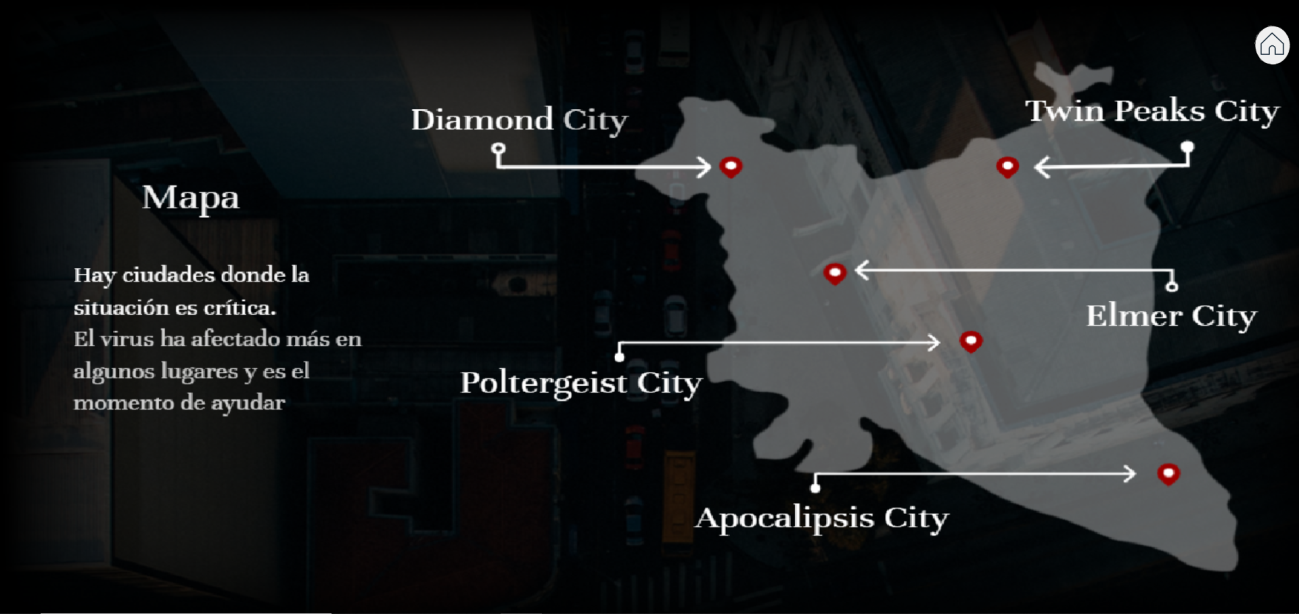 Mapa
Hay ciudades donde la
situación es crítica.
El virus ha afectado más en
algunos lugares y es el
momento de ayudar
Diamond City
Twin Peaks City
Elmer City
Poltergeist City
Apocalipsis City